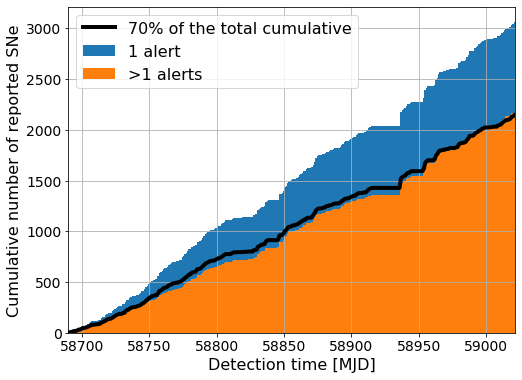 70% of the total cumulative
1 alert
>1 alerts
Cumulative number of reported SNe
3000
2500
2000
1500
1000
500
0
58700 58750 58800 58850 58900 58950 59000
Detection time [MJD]